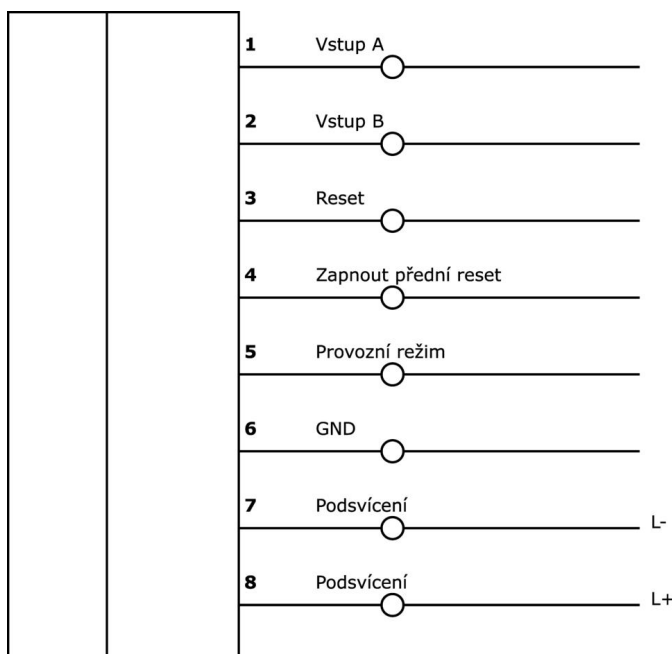 1 Vstup A
2 Vstup B
3 Reset
4 Zapnout přední reset
5 Provozní režim
6 GND
7 Podsvícení L-
8 Podsvícení L+